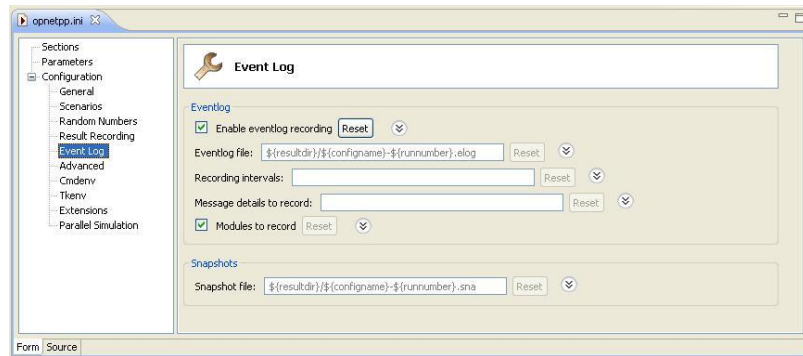 opnetpp.ini
Sections
Parameters
Configuration
General
Scenarios
Random Numbers
Result Recording
Event Log
Advanced
Cmdenv
Tkenv
Extensions
Parallel Simulation
Event Log
Eventlog
Enable eventlog recording Reset
Eventlog file: ${resultdir}/${configname}-${runnumber}.elog Reset
Recording intervals: Reset
Message details to record: Reset
Modules to record Reset
Snapshots
Snapshot file: ${resultdir}/${configname}-${runnumber}.sna Reset
Form Source